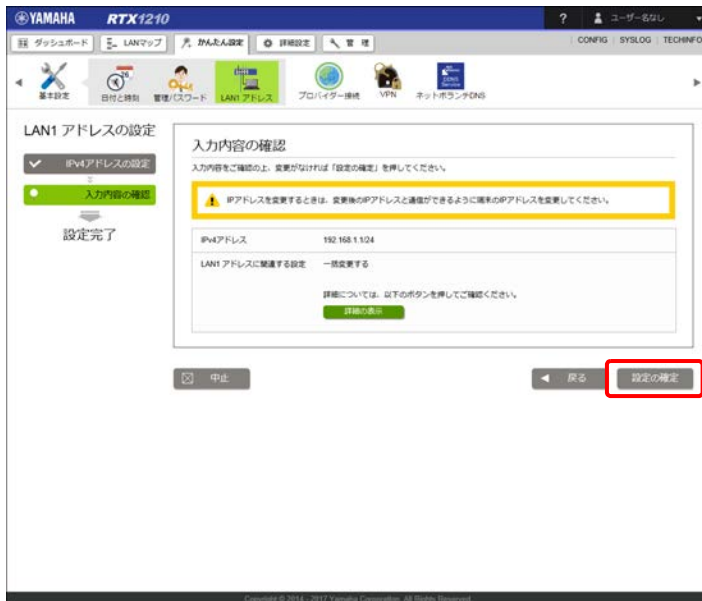 YAMAHA RTX1210 ? ユーザー名なし
ダッシュボード LANマップ かんたん設定 詳細設定 管理 CONFIG SYSLOG TECHINFO
基本設定 日付と時刻 管理パスワード LAN1 アドレス プロバイダー接続 VPN ネットボランチDNS
LAN1 アドレスの設定
IPv4アドレスの設定
入力内容の確認
設定完了
入力内容の確認
入力内容をご確認の上、変更がなければ「設定の確定」を押してください。
IPアドレスを変更するときは、変更後のIPアドレスと通信ができるように端末のIPアドレスを変更してください。
IPv4アドレス 192.168.1.1/24
LAN1 アドレスに関連する設定 一括変更する
詳細については、以下のボタンを押してご確認ください。
詳細の表示
中止 戻る 設定の確定
Copyright © 2014 - 2017 Yamaha Corporation. All Rights Reserved.